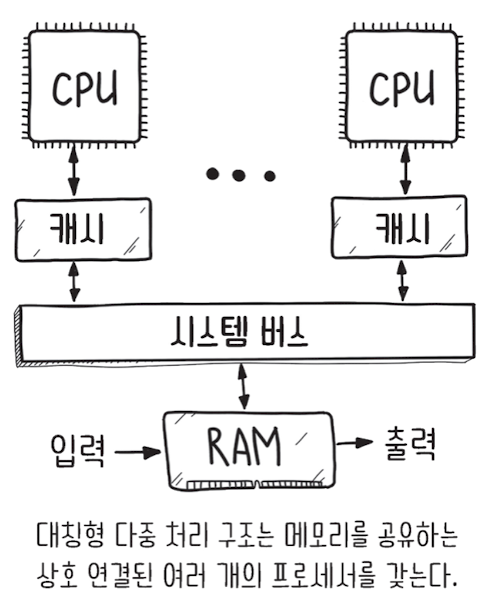 CPU
CPU
캐시
캐시
시스템 버스
입력
RAM
출력
대칭형 다중 처리 구조는 메모리를 공유하는
상호 연결된 여러 개의 프로세서를 갖는다.